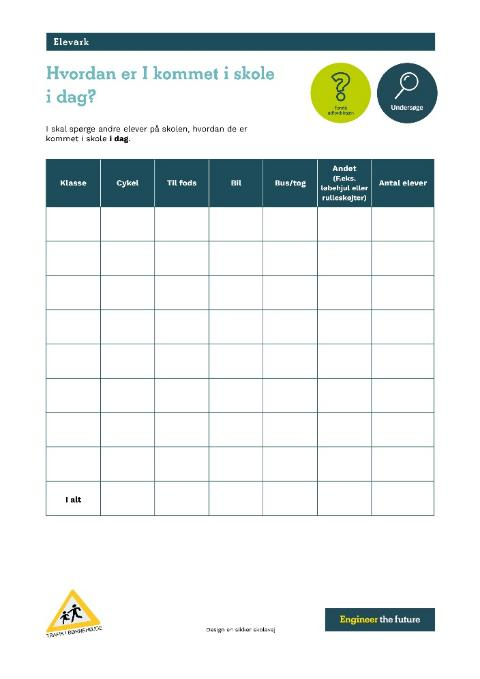 Elevark
Hvordan er I kommet i skole
i dag?
Forstå
udfordringen
Undersøge
I skal spørge andre elever på skolen, hvordan de er
kommet i skole i dag.
Klasse
Cykel
Til fods
Bil
Bus/tog
Andet
(F.eks.
løbehjul eller
rulleskøjter)
Antal elever
I alt
TRAFIK I BØRNEHØJDE
Design en sikker skolevej
Engineer the future